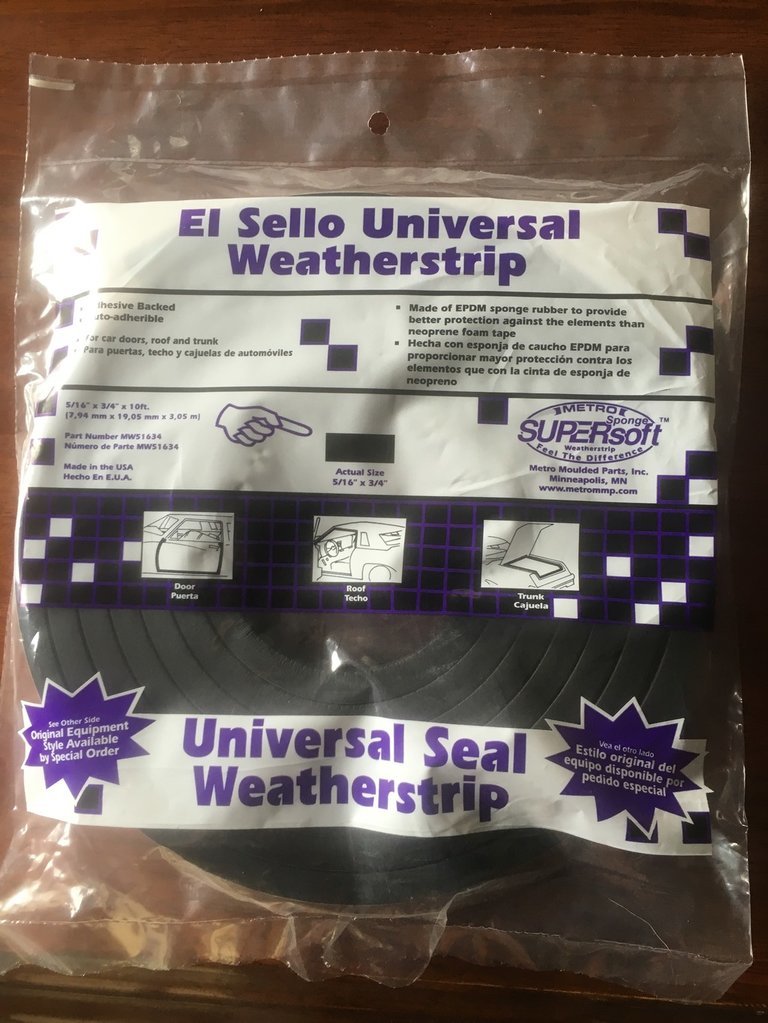 El Sello Universal
Weatherstrip
hesive Backed
uto-adherible
or car doors, roof and trunk
Para puertas, techo y cajuelas de automóviles
▪ Made of EPDM sponge rubber to provide
better protection against the elements than
neoprene foam tape
▪ Hecha con esponja de caucho EPDM para
proporcionar mayor protección contra los
elementos que con la cinta de esponja de
neopreno
5/16" x 3/4" x 10ft.
(7,94 mm x 19,05 mm x 3,05 m)
Part Number MW51634
Número de Parte MW51634
Made in the USA
Hecho En E.U.A.
Actual Size
5/16" x 3/4"
METRO
Sponge
SUPERsoft™
Weatherstrip
Feel The Difference
Metro Moulded Parts, Inc.
Minneapolis, MN
www.metrommp.com
Door
Puerta
Roof
Techo
Trunk
Cajuela
See Other Side
Original Equipment
Style Available
by Special Order
Universal Seal
Weatherstrip
Vea el otro lado
Estilo original del
equipo disponible por
pedido especial